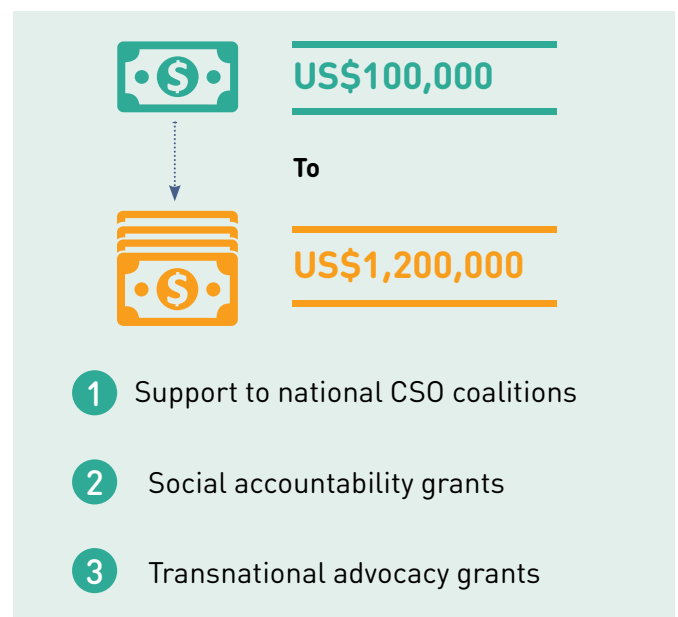 US$100,000
To
US$1,200,000
1 Support to national CSO coalitions
2 Social accountability grants
3 Transnational advocacy grants